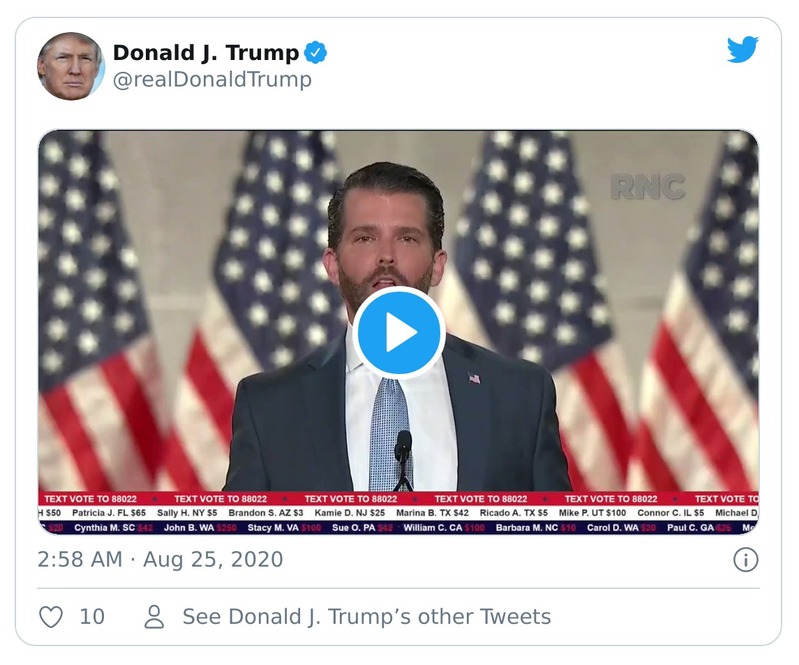 Donald J. Trump
@realDonaldTrump
RNC
TEXT VOTE TO 88022 TEXT VOTE TO 88022 TEXT VOTE TO 88022 TEXT VOTE TO 88022 TEXT VOTE TO 88022 TEXT VOTE TO
H $50 Patricia J. FL $65 Sally H. NY $5 Brandon S. AZ $3 Kamie D. NJ $25 Marina B. TX $42 Ricado A. TX $5 Mike P. UT $100 Connor C. IL $5 Michael D
$20 Cynthia M. SC $42 John B. WA $250 Stacy M. VA $100 Sue O. PA $42 William C. CA $100 Barbara M. NC $10 Carol D. WA $20 Paul C. GA $25
2:58 AM · Aug 25, 2020
10 See Donald J. Trump’s other Tweets